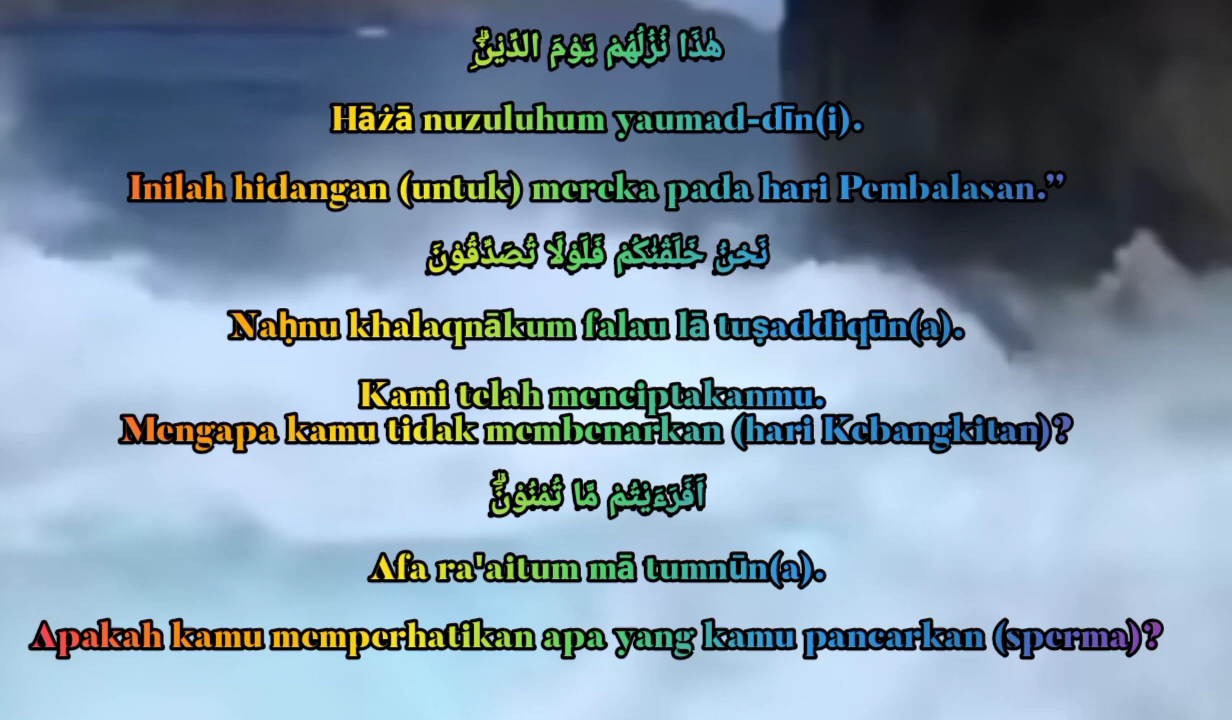 هٰذَا نُزُلُهُمْ يَوْمَ الدِّيْنِۗ
Hāżā nuzuluhum yaumad-dīn(i).
Inilah hidangan (untuk) mereka pada hari Pembalasan.”
نَحْنُ خَلَقْنٰكُمْ فَلَوْلَا تُصَدِّقُوْنَ
Naḥnu khalaqnākum falau lā tuṣaddiqūn(a).
Kami telah menciptakanmu.
Mengapa kamu tidak membenarkan (hari Kebangkitan)?
اَفَرَءَيْتُمْ مَّا تُمْنُوْنَۗ
Afa ra'aitum mā tumnūn(a).
Apakah kamu memperhatikan apa yang kamu pancarkan (sperma)?